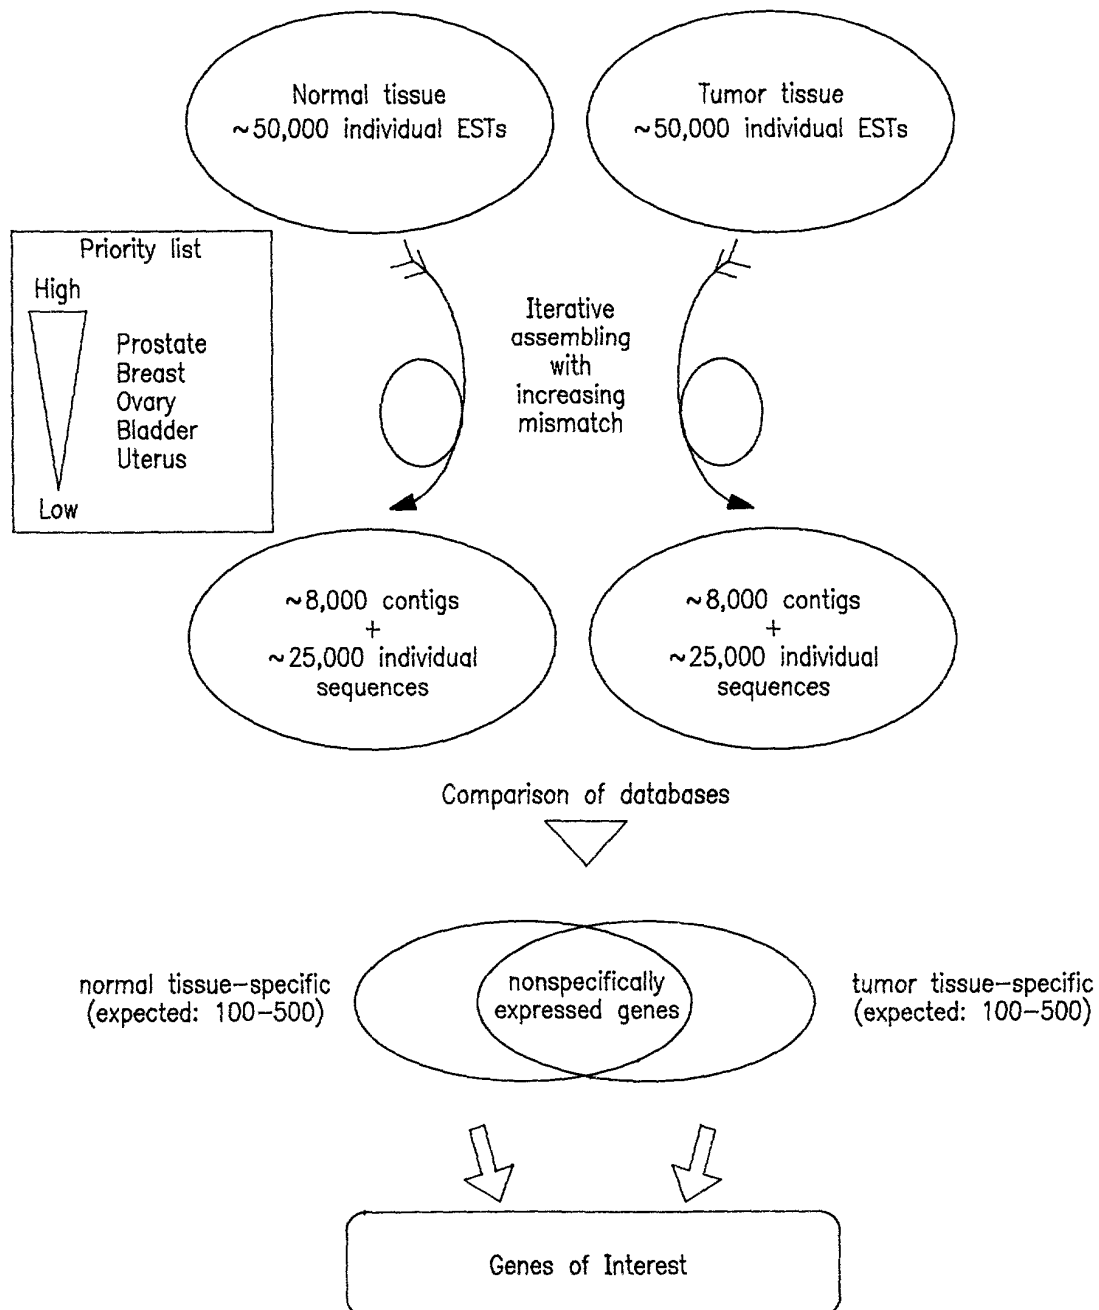 Normal tissue
~50,000 individual ESTs
Tumor tissue
~50,000 individual ESTs
Priority list
High
Prostate
Breast
Ovary
Bladder
Uterus
Low
Iterative
assembling
with
increasing
mismatch
~8,000 contigs
+
~25,000 individual
sequences
~8,000 contigs
+
~25,000 individual
sequences
Comparison of databases
normal tissue-specific
(expected: 100-500)
nonspecifically
expressed genes
tumor tissue-specific
(expected: 100-500)
Genes of Interest